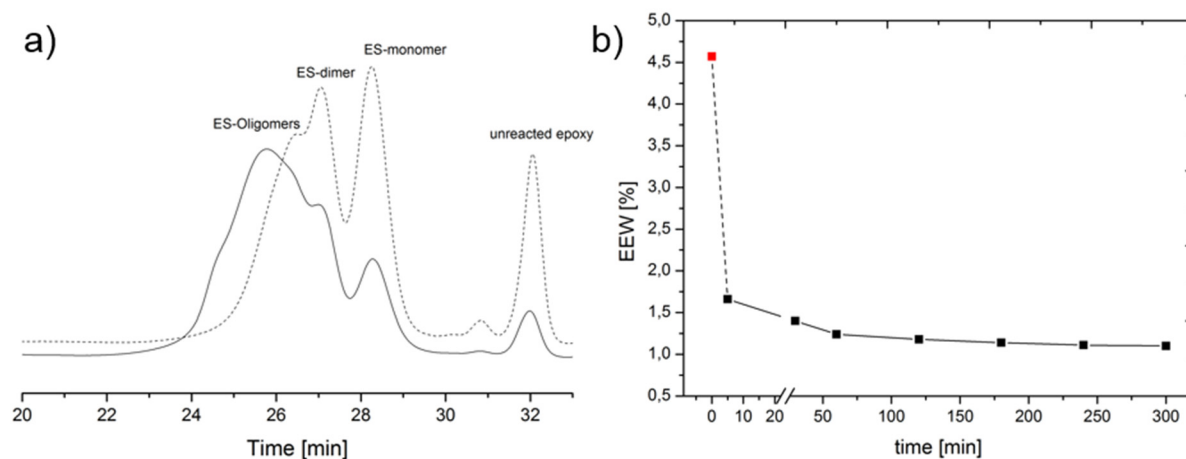 a)
ES-monomer
ES-dimer
ES-Oligomers
unreacted epoxy
20 22 24 26 28 30 32
Time [min]
b)
5,0
4,5
4,0
3,5
3,0
2,5
2,0
1,5
1,0
0,5
EEW [%]
0 10 20 50 100 150 200 250 300
time [min]